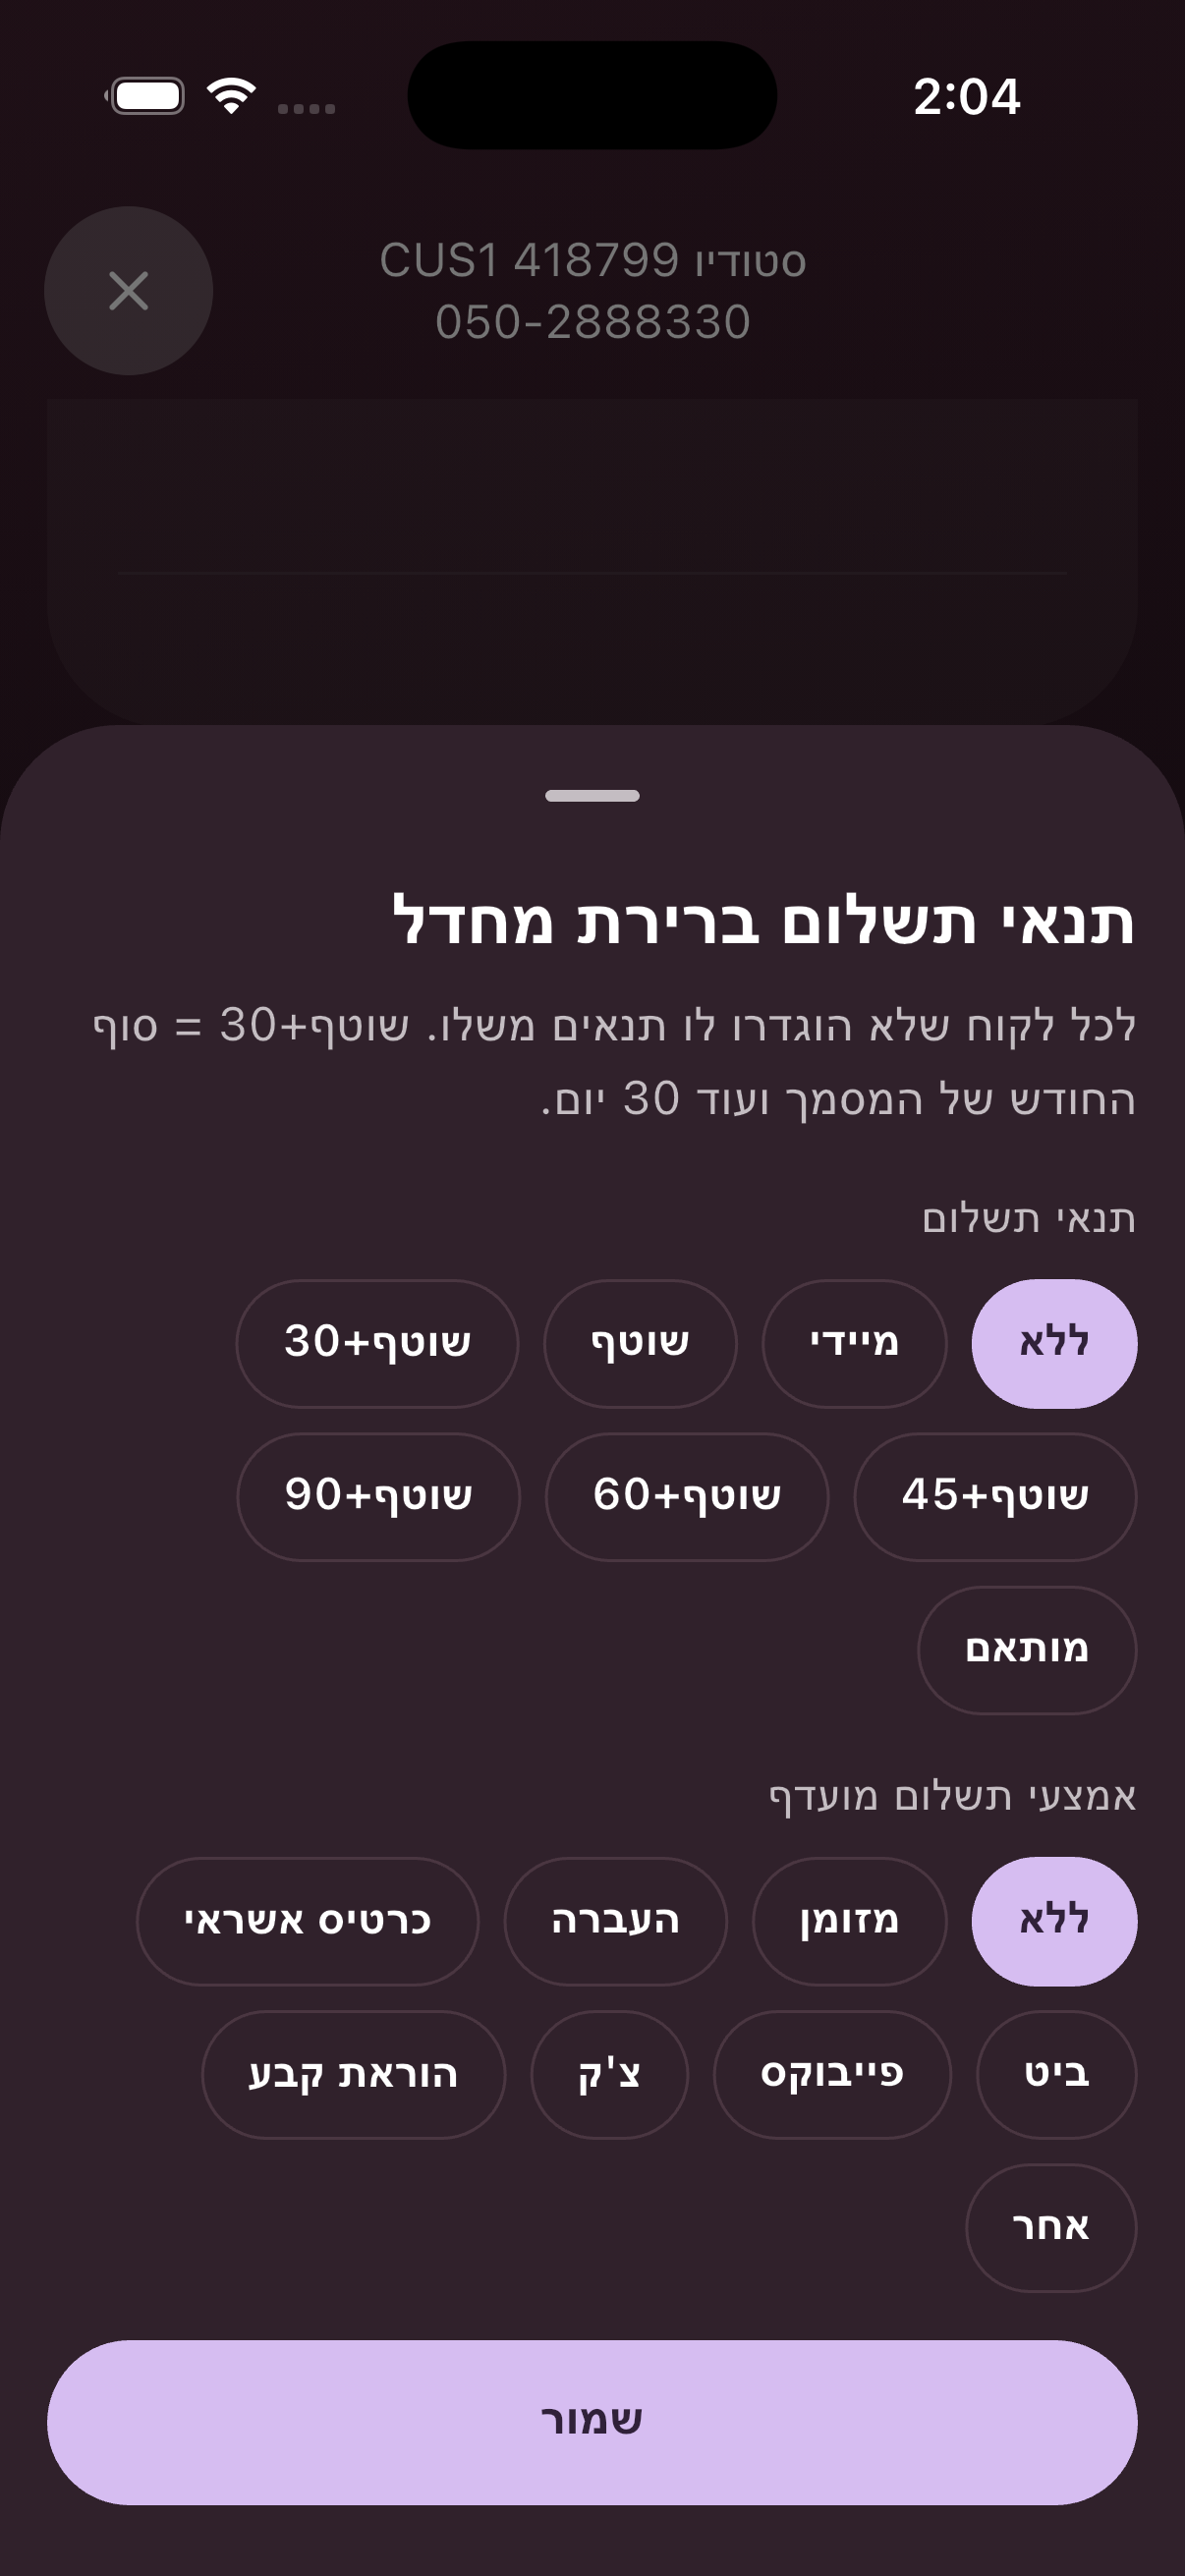 2:04
סטודיו CUS1 418799
050-2888330
תנאי תשלום ברירת מחדל
לכל לקוח שלא הוגדרו לו תנאים משלו. שוטף+30 = סוף
החודש של המסמך ועוד 30 יום.
תנאי תשלום
ללא מיידי שוטף שוטף+30
שוטף+45 שוטף+60 שוטף+90
מותאם
אמצעי תשלום מועדף
ללא מזומן העברה כרטיס אשראי
ביט פייבוקס צ'ק הוראת קבע
אחר
שמור